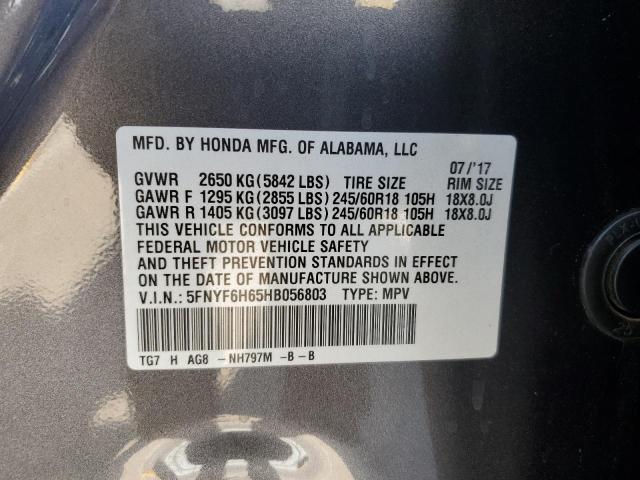 MFD. BY HONDA MFG. OF ALABAMA, LLC
07/'17
GVWR 2650 KG(5842 LBS) TIRE SIZE RIM SIZE
GAWR F 1295 KG(2855 LBS)245/60R18 105H 18X8.0J
GAWR R 1405 KG(3097 LBS)245/60R18 105H 18X8.0J
THIS VEHICLE CONFORMS TO ALL APPLICABLE
FEDERAL MOTOR VEHICLE SAFETY
AND THEFT PREVENTION STANDARDS IN EFFECT
ON THE DATE OF MANUFACTURE SHOWN ABOVE.
V.I.N.: 5FNYF6H65HB056803 TYPE: MPV
TG7 H AG8 -NH797M -B-B